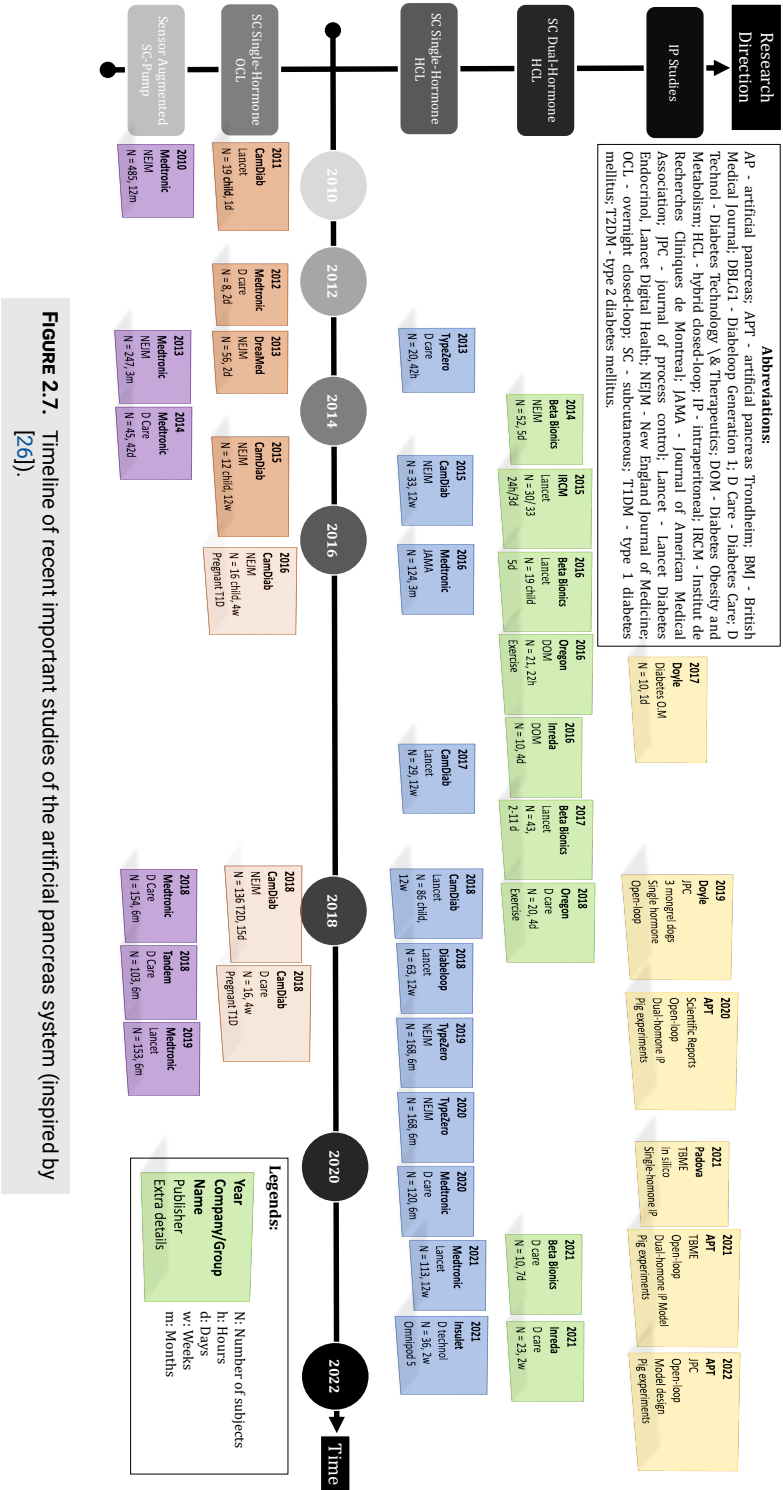 Research
Direction
IP Studies
SC Dual-Hormone
HCL
SC Single-Hormone
HCL
SC Single-Hormone
OCL
Sensor Augmented
SC-Pump
Abbreviations:
AP - artificial pancreas; APT - artificial pancreas Trondheim; BMJ - British
Medical Journal; DBLG1 - Diabeloop Generation 1; D Care - Diabetes Care; D
Technol - Diabetes Technology \& Therapeutics; DOM - Diabetes Obesity and
Metabolism; HCL - hybrid closed-loop; IP - intraperitoneal; IRCM - Institut de
Recherches Cliniques de Montreal; JAMA - Journal of American Medical
Association; JPC - journal of process control; Lancet - Lancet Diabetes
Endocrinol, Lancet Digital Health; NEJM - New England Journal of Medicine;
OCL - overnight closed-loop; SC - subcutaneous; T1DM - type 1 diabetes
mellitus; T2DM - type 2 diabetes mellitus.
2017
Doyle
Diabetes O.M
N = 10, 1d
2019
Doyle
JPC
3 mongrel dogs
Single hormone
Open-loop
2020
APT
Scientific Reports
Open-loop
Dual-homone IP
Pig experiments
2021
Padova
TBME
In silico
Single-homone IP
2021
APT
TBME
Open-loop
Dual-homone IP Model
Pig experiments
2022
APT
JPC
Open-loop
Model design
Pig experiments
2014
Beta Bionics
NEJM
N = 52, 5d
2015
IRCM
Lancet
N = 30/ 33
24h/3d
2016
Beta Bionics
Lancet
N = 19 child
5d
2016
Oregon
DOM
N = 21, 22h
Exercise
2016
Inreda
DOM
N = 10, 4d
2017
Beta Bionics
Lancet
N = 43,
2-11 d
2018
Oregon
D care
N = 20, 4d
Exercise
2021
Beta Bionics
D care
N = 10, 7d
2021
Inreda
D care
N = 23, 2w
2013
TypeZero
D care
N = 20, 42h
2015
CamDiab
NEJM
N = 33, 12w
2016
Medtronic
JAMA
N = 124, 3m
2017
CamDiab
Lancet
N = 29, 12w
2018
CamDiab
Lancet
N = 86 child,
12w
2018
Diabeloop
Lancet
N = 63, 12w
2019
TypeZero
NEJM
N = 168, 6m
2020
TypeZero
NEJM
N = 168, 6m
2020
Medtronic
D care
N = 120, 6m
2021
Medtronic
Lancet
N = 113, 12w
2021
Insulet
D technol
N = 36, 2w
Omnipod 5
2010
2012
2014
2016
2018
2020
2022
Time
2011
CamDiab
Lancet
N = 19 child, 1d
2012
Medtronic
D care
N = 8, 2d
2013
DreaMed
NEJM
N = 56, 2d
2015
CamDiab
NEJM
N = 12 child, 12w
2016
CamDiab
NEJM
N = 16 child, 4w
Pregnant T1D
2018
CamDiab
NEJM
N = 136 T2D, 15d
2018
CamDiab
D care
N = 16, 4w
Pregnant T1D
2010
Medtronic
NEJM
N = 485, 12m
2013
Medtronic
NEJM
N = 247, 3m
2014
Medtronic
D Care
N = 45, 42d
2018
Medtronic
D Care
N = 154, 6m
2018
Tandem
D Care
N = 103, 6m
2019
Medtronic
Lancet
N = 153, 6m
Legends:
Year
Company/Group
Name
Publisher
Extra details
N: Number of subjects
h: Hours
d: Days
w: Weeks
m: Months
FIGURE 2.7. Timeline of recent important studies of the artificial pancreas system (inspired by
[26]).